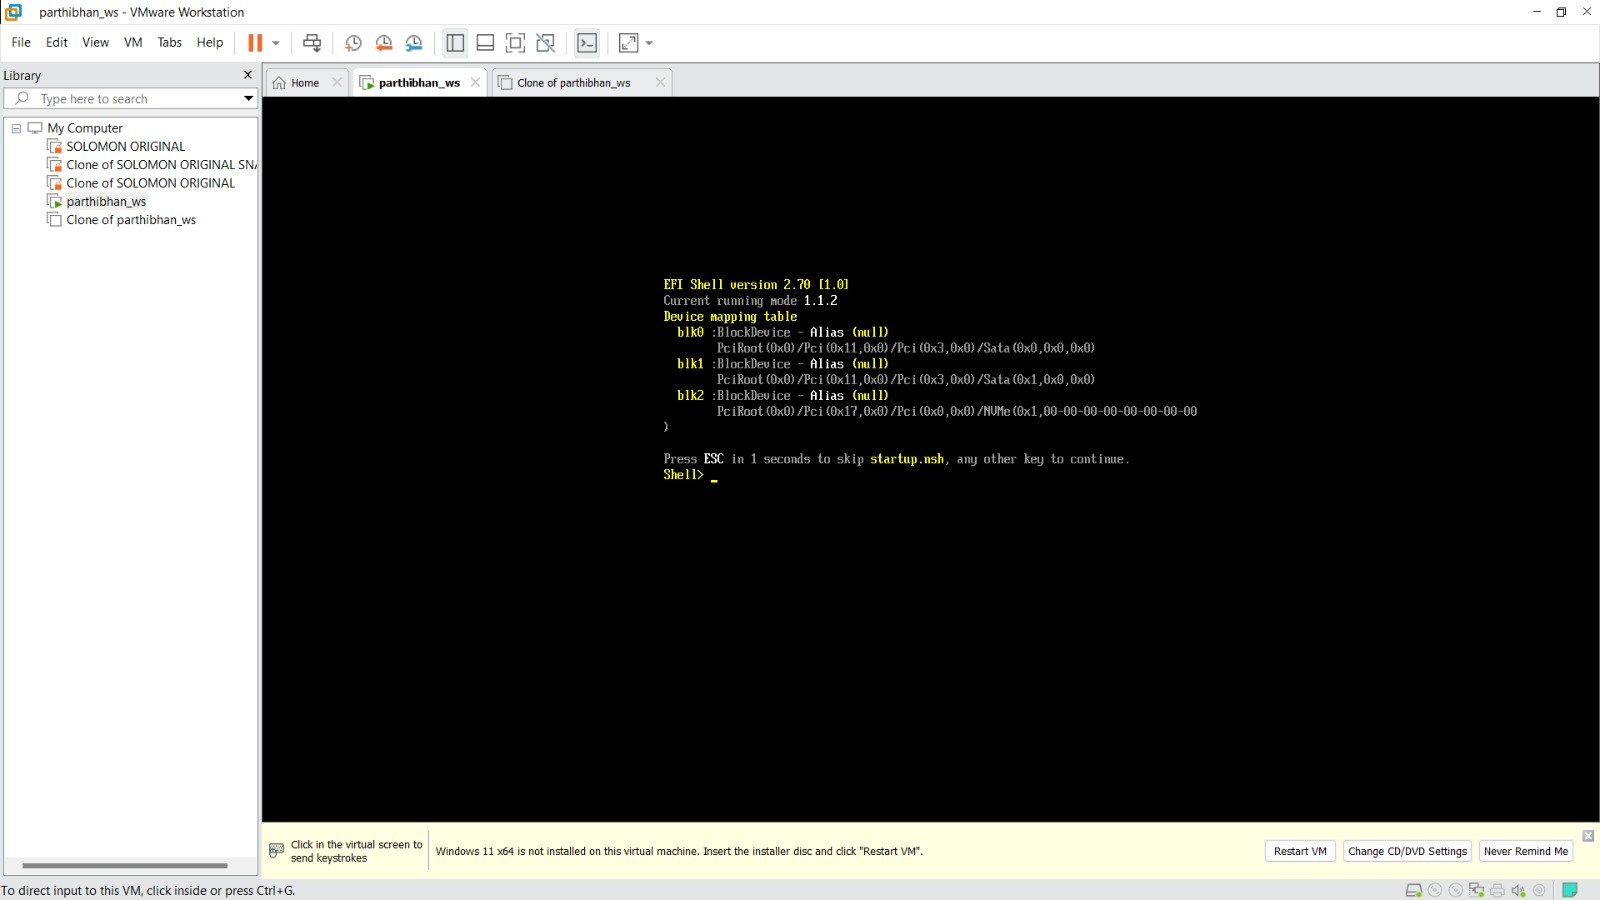 parthibhan_ws - VMware Workstation
File Edit View VM Tabs Help
Library
Type here to search
My Computer
SOLOMON ORIGINAL
Clone of SOLOMON ORIGINAL SNA
Clone of SOLOMON ORIGINAL
parthibhan_ws
Clone of parthibhan_ws
Home parthibhan_ws Clone of parthibhan_ws
EFI Shell version 2.70 [1.0]
Current running mode 1.1.2
Device mapping table
blk0 :BlockDevice - Alias (null)
PciRoot(0x0)/Pci(0x11,0x0)/Pci(0x3,0x0)/Sata(0x0,0x0,0x0)
blk1 :BlockDevice - Alias (null)
PciRoot(0x0)/Pci(0x11,0x0)/Pci(0x3,0x0)/Sata(0x1,0x0,0x0)
blk2 :BlockDevice - Alias (null)
PciRoot(0x0)/Pci(0x17,0x0)/Pci(0x0,0x0)/NVMe(0x1,00-00-00-00-00-00-00-00
)
Press ESC in 1 seconds to skip startup.nsh, any other key to continue.
Shell> _
Click in the virtual screen to
send keystrokes
Windows 11 x64 is not installed on this virtual machine. Insert the installer disc and click "Restart VM".
Restart VM Change CD/DVD Settings Never Remind Me
To direct input to this VM, click inside or press Ctrl+G.